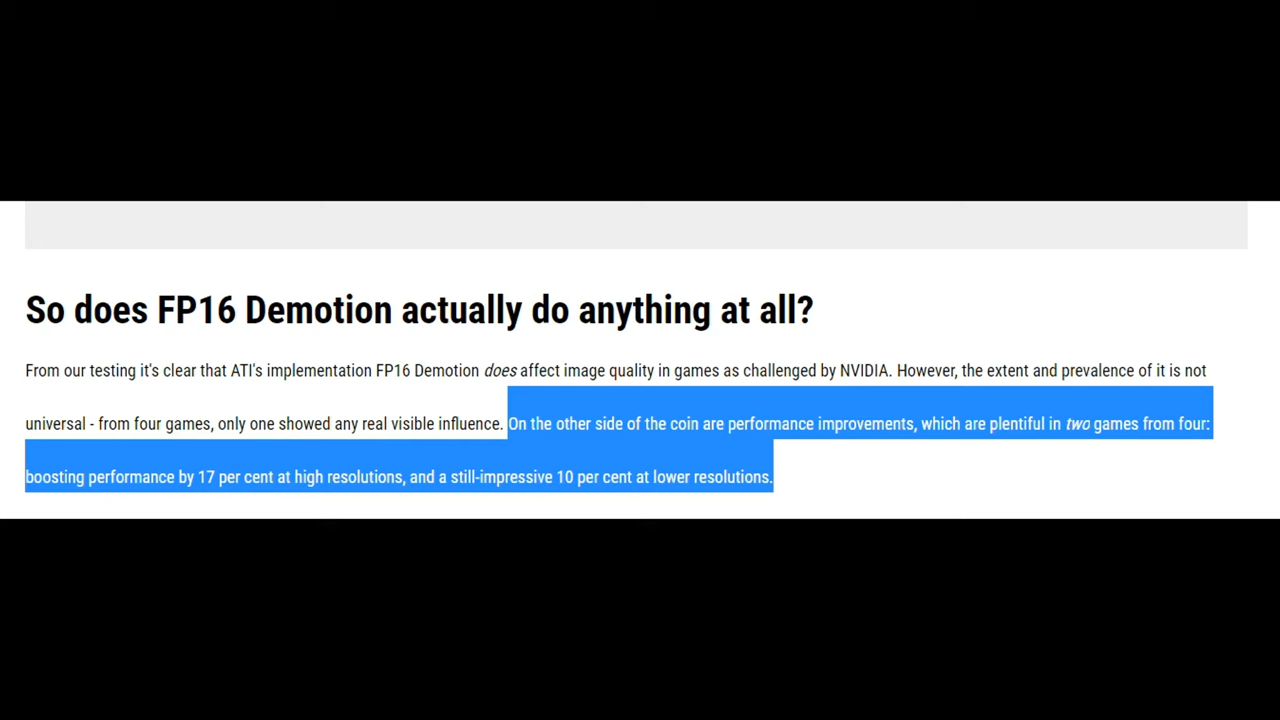 So does FP16 Demotion actually do anything at all?
From our testing it's clear that ATI's implementation FP16 Demotion does affect image quality in games as challenged by NVIDIA. However, the extent and prevalence of it is not
universal - from four games, only one showed any real visible influence. On the other side of the coin are performance improvements, which are plentiful in two games from four:
boosting performance by 17 per cent at high resolutions, and a still-impressive 10 per cent at lower resolutions.